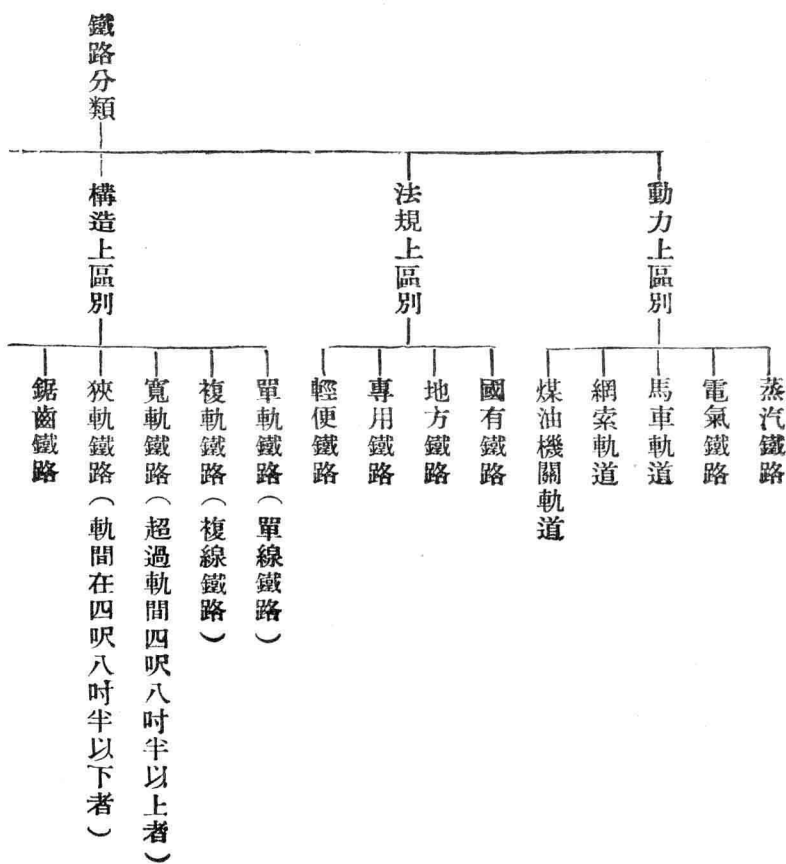 鐵路分類
動力上區別
蒸汽鐵路
電氣鐵路
馬車軌道
網索軌道
煤油機關軌道
法規上區別
國有鐵路
地方鐵路
專用鐵路
輕便鐵路
構造上區別
單軌鐵路(單線鐵路)
複軌鐵路(複線鐵路)
寬軌鐵路(超過軌間四呎八吋半以上者)
狹軌鐵路(軌間在四呎八吋半以下者)
鋸齒鐵路